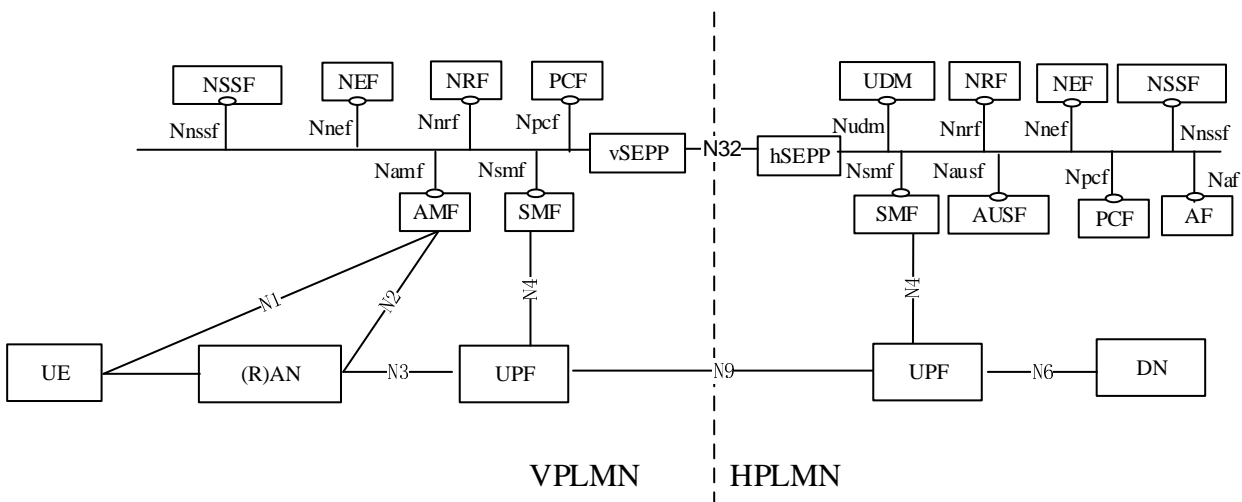 NSSF NEF NRF PCF UDM NRF NEF NSSF
Nnssf Nnef Nnrf Npcf Nudm Nnrf Nnef Nnssf
vSEPP N32 hSEPP
Namf Nsmf Nsmf Nausf Npcf Naf
AMF SMF SMF AUSF PCF AF
N1 N2 N4 N4
UE (R)AN N3 UPF N9 UPF N6 DN
VPLMN HPLMN